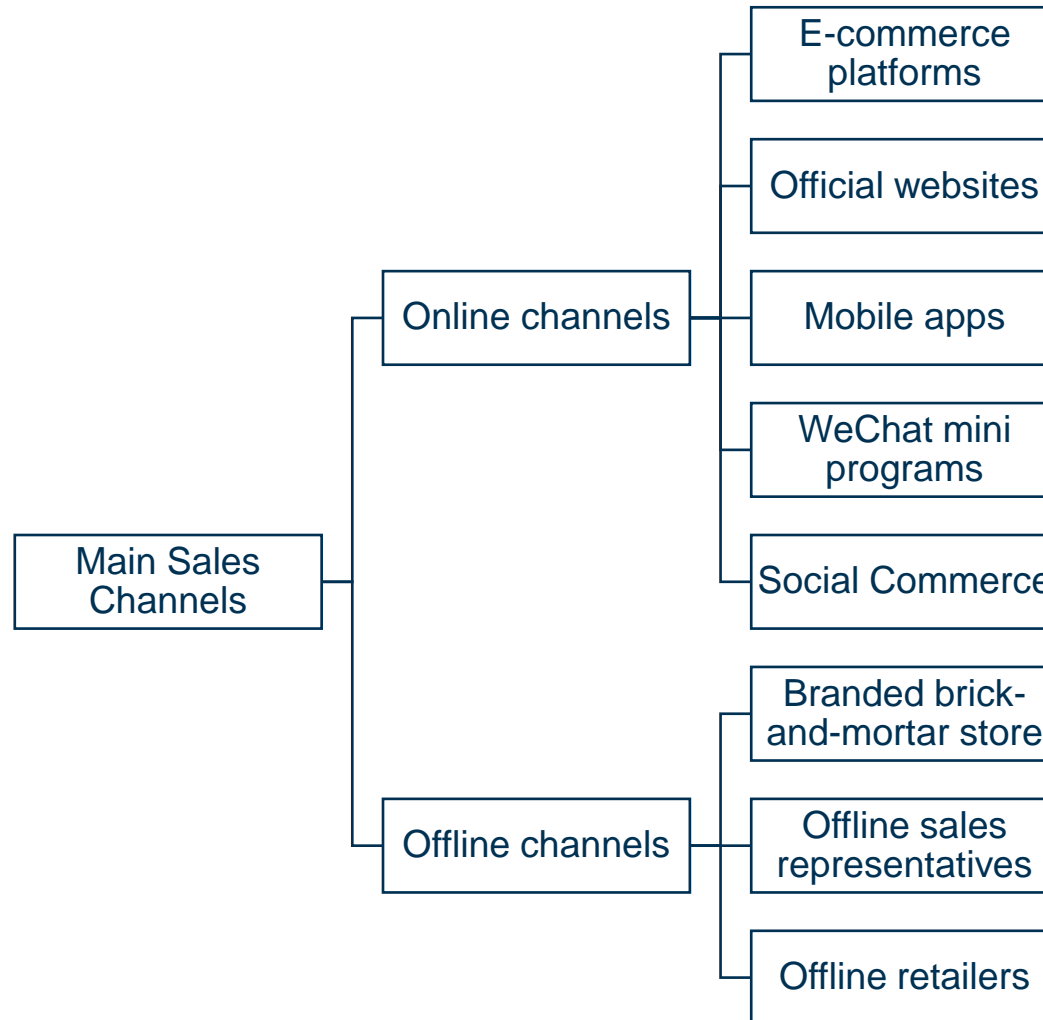 E-commerce
platforms
Official websites
Online channels
Mobile apps
WeChat mini
programs
Main Sales
Channels
Social Commerce
Branded brick-
and-mortar store
Offline channels
Offline sales
representatives
Offline retailers